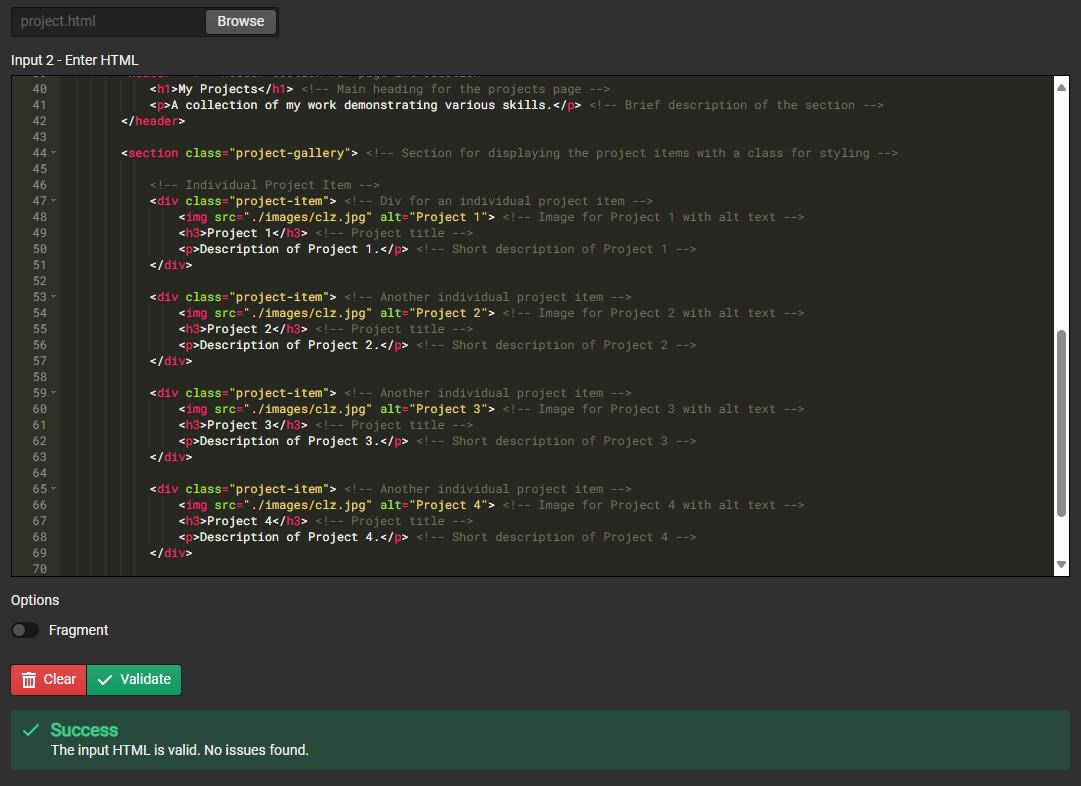 project.html Browse
Input 2 - Enter HTML
40 <h1>My Projects</h1> <!-- Main heading for the projects page -->
41 <p>A collection of my work demonstrating various skills.</p> <!-- Brief description of the section -->
42 </header>
43
44 <section class="project-gallery"> <!-- Section for displaying the project items with a class for styling -->
45
46 <!-- Individual Project Item -->
47 <div class="project-item"> <!-- Div for an individual project item -->
48 <img src="./images/clz.jpg" alt="Project 1"> <!-- Image for Project 1 with alt text -->
49 <h3>Project 1</h3> <!-- Project title -->
50 <p>Description of Project 1.</p> <!-- Short description of Project 1 -->
51 </div>
52
53 <div class="project-item"> <!-- Another individual project item -->
54 <img src="./images/clz.jpg" alt="Project 2"> <!-- Image for Project 2 with alt text -->
55 <h3>Project 2</h3> <!-- Project title -->
56 <p>Description of Project 2.</p> <!-- Short description of Project 2 -->
57 </div>
58
59 <div class="project-item"> <!-- Another individual project item -->
60 <img src="./images/clz.jpg" alt="Project 3"> <!-- Image for Project 3 with alt text -->
61 <h3>Project 3</h3> <!-- Project title -->
62 <p>Description of Project 3.</p> <!-- Short description of Project 3 -->
63 </div>
64
65 <div class="project-item"> <!-- Another individual project item -->
66 <img src="./images/clz.jpg" alt="Project 4"> <!-- Image for Project 4 with alt text -->
67 <h3>Project 4</h3> <!-- Project title -->
68 <p>Description of Project 4.</p> <!-- Short description of Project 4 -->
69 </div>
70
Options
Fragment
Clear Validate
Success
The input HTML is valid. No issues found.